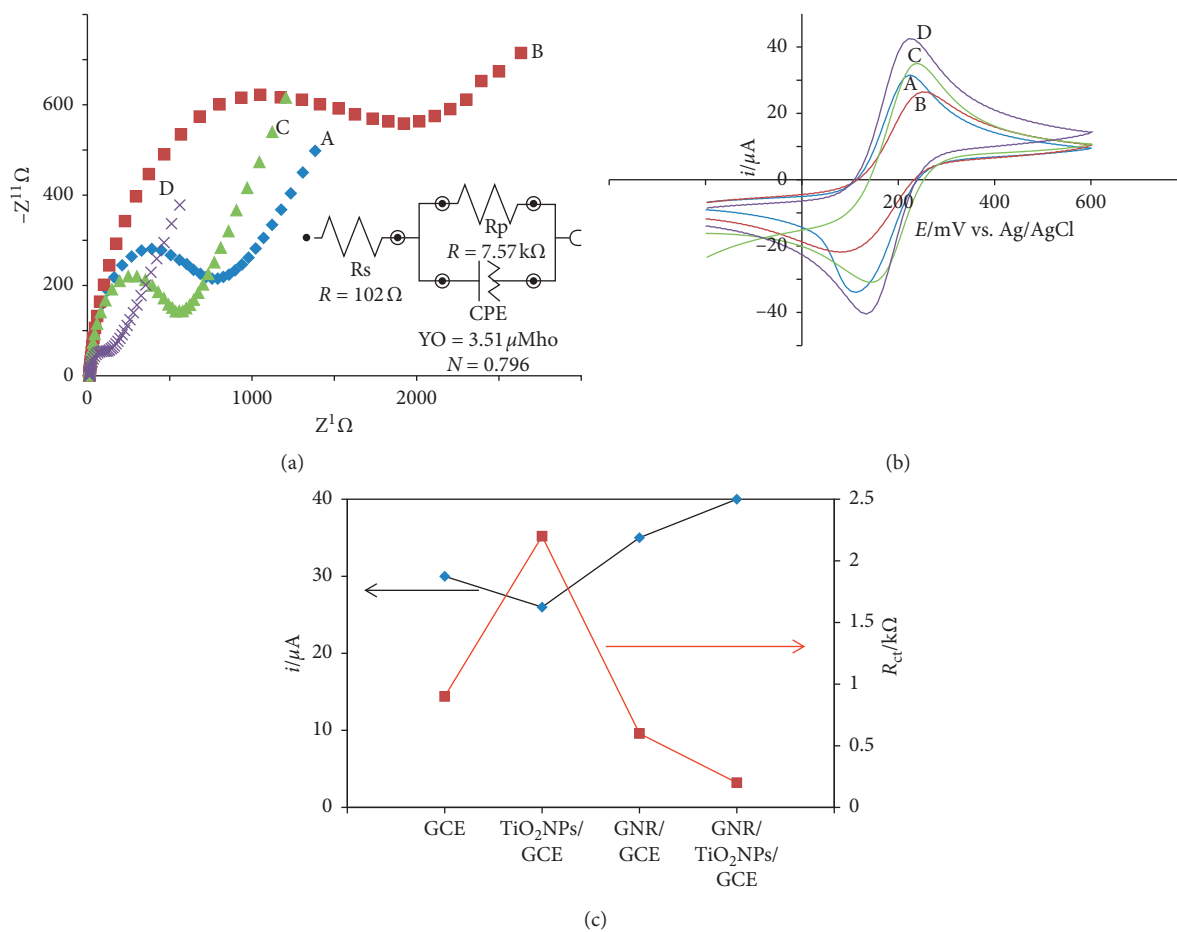 −Z¹¹Ω
600
400
200
0
0
1000
2000
Z¹Ω
B
C
A
D
Rs
R = 102 Ω
Rp
R = 7.57 kΩ
CPE
YO = 3.51 μMho
N = 0.796
(a)
i/μA
40
20
0
−20
−40
200
400
600
E/mV vs. Ag/AgCl
D
C
A
B
(b)
i/μA
40
30
20
10
0
R_ct/kΩ
2.5
2
1.5
1
0.5
0
GCE
TiO₂NPs/
GCE
GNR/
GCE
GNR/
TiO₂NPs/
GCE
(c)